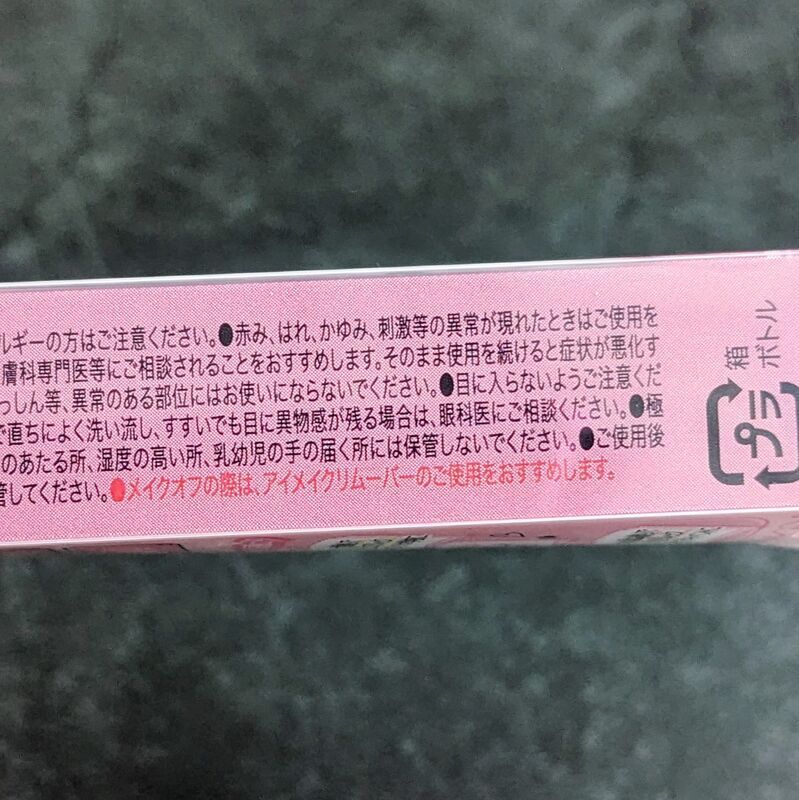 ルギーの方はご注意ください。●赤み、はれ、かゆみ、刺激等の異常が現れたときはご使用を
膚科専門医等にご相談されることをおすすめします。そのまま使用を続けると症状が悪化す
っしん等、異常のある部位にはお使いにならないでください。●目に入らないようご注意くだ
で直ちによく洗い流し、すすいでも目に異物感が残る場合は、眼科医にご相談ください。●極
のあたる所、湿度の高い所、乳幼児の手の届く所には保管しないでください。●ご使用後
管してください。●メイクオフの際は、アイメイクリムーバーのご使用をおすすめします。
箱
ボトル
プラ